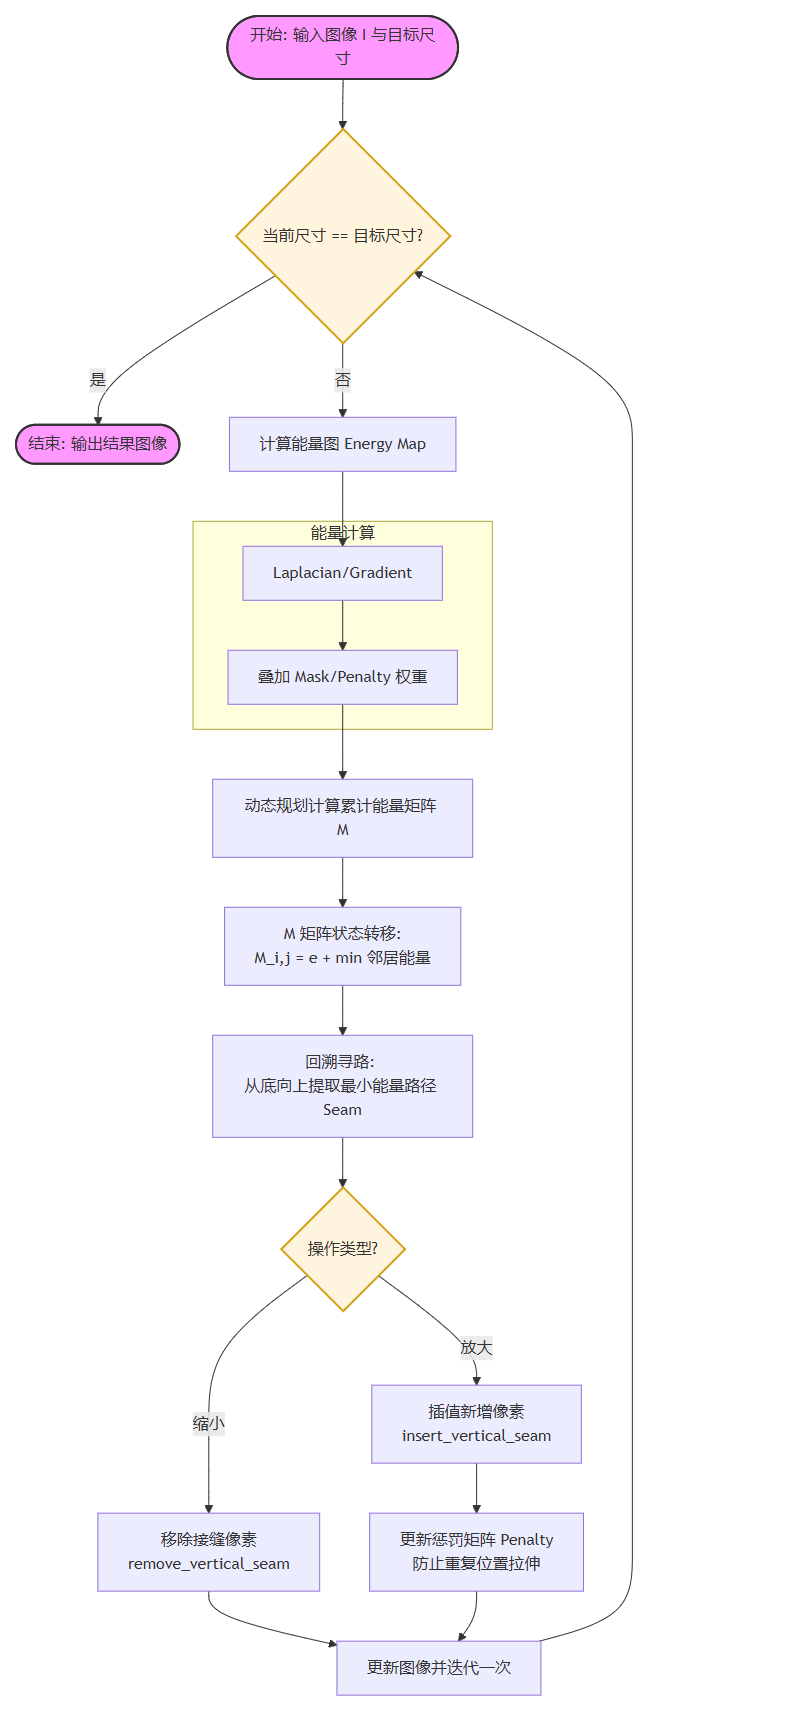 开始: 输入图像 I 与目标尺
寸
当前尺寸 == 目标尺寸?
是
否
结束: 输出结果图像
计算能量图 Energy Map
能量计算
Laplacian/Gradient
叠加 Mask/Penalty 权重
动态规划计算累计能量矩阵
M
M 矩阵状态转移:
M_i,j = e + min 邻居能量
回溯寻路:
从底向上提取最小能量路径
Seam
操作类型?
放大
缩小
插值新增像素
insert_vertical_seam
移除接缝像素
remove_vertical_seam
更新惩罚矩阵 Penalty
防止重复位置拉伸
更新图像并迭代一次